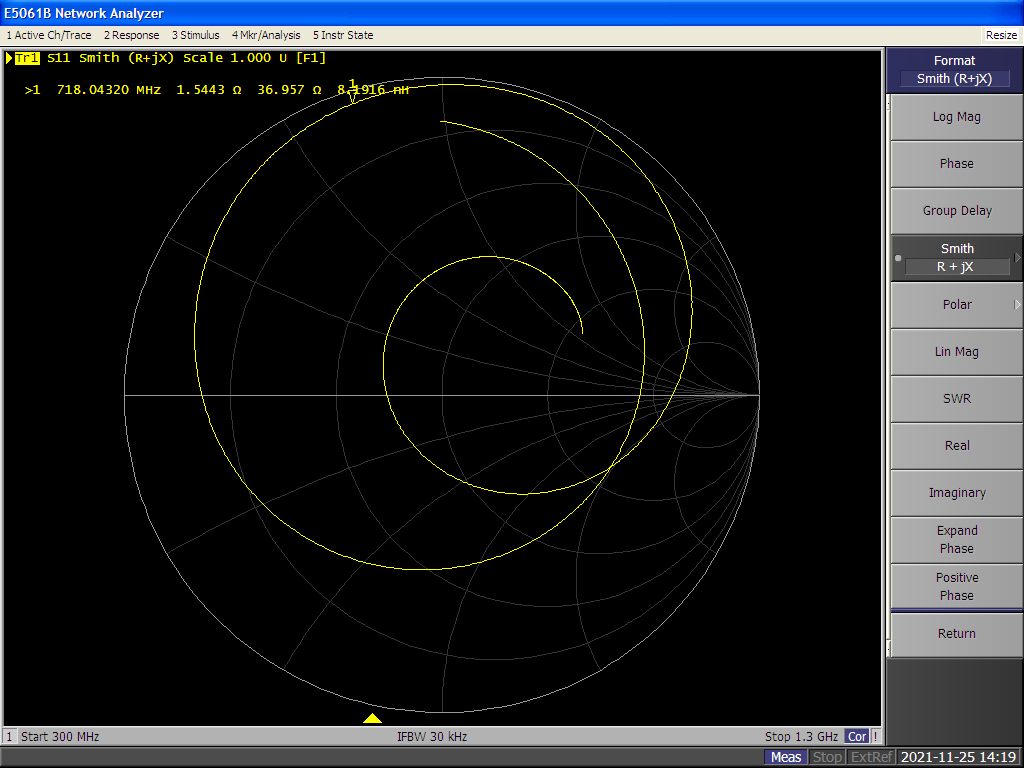 E5061B Network Analyzer
1 Active Ch/Trace 2 Response 3 Stimulus 4 Mkr/Analysis 5 Instr State Resize
Tr1 S11 Smith (R+jX) Scale 1.000 U [F1]
>1 718.04320 MHz 1.5443 Ω 36.957 Ω 8.1916 nH
1
Format
Smith (R+jX)
Log Mag
Phase
Group Delay
Smith
R + jX
Polar
Lin Mag
SWR
Real
Imaginary
Expand
Phase
Positive
Phase
Return
1 Start 300 MHz IFBW 30 kHz Stop 1.3 GHz Cor !
Meas Stop ExtRef 2021-11-25 14:19